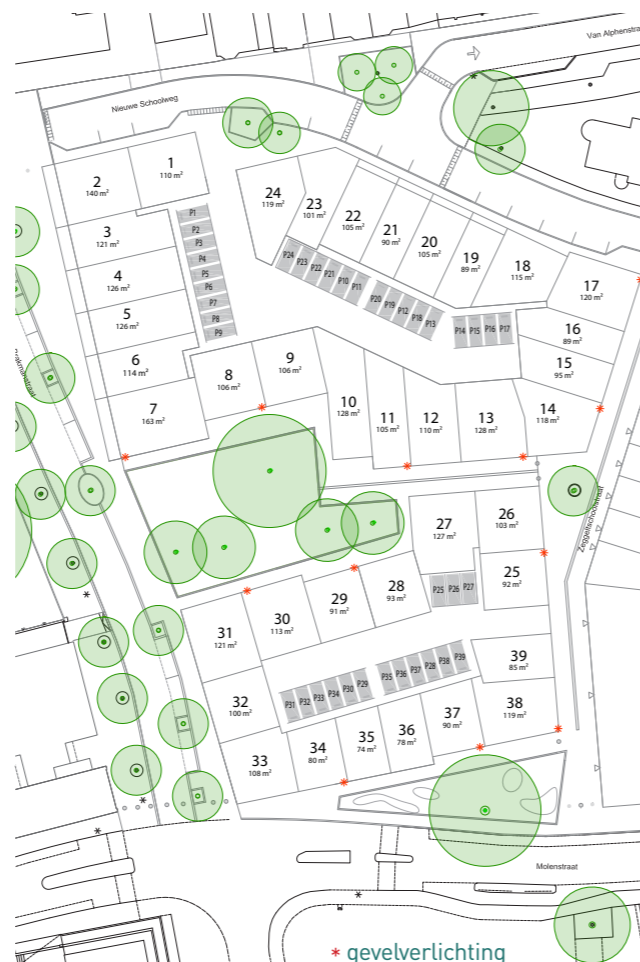 Van Alphenstra
Nieuwe Schoolweg
1
110 m²
2
140 m²
3
121 m²
4
126 m²
5
126 m²
6
114 m²
7
163 m²
P1
P2
P3
P4
P5
P6
P7
P8
P9
24
119 m²
23
101 m²
22
105 m²
21
90 m²
20
105 m²
19
89 m²
18
115 m²
17
120 m²
16
89 m²
15
95 m²
14
118 m²
P24
P23
P22
P21
P10
P11
P20
P19
P12
P18
P13
P14
P15
P16
P17
8
106 m²
9
106 m²
10
128 m²
11
105 m²
12
110 m²
13
128 m²
Zeggeltschoolstraat
27
127 m²
26
103 m²
25
92 m²
P25
P26
P27
28
93 m²
29
91 m²
30
113 m²
31
121 m²
32
100 m²
33
108 m²
P31
P32
P33
P34
P30
P29
P35
P36
P37
P28
P38
P39
39
85 m²
38
119 m²
37
90 m²
36
78 m²
35
74 m²
34
80 m²
Molenstraat
* gevelverlichting